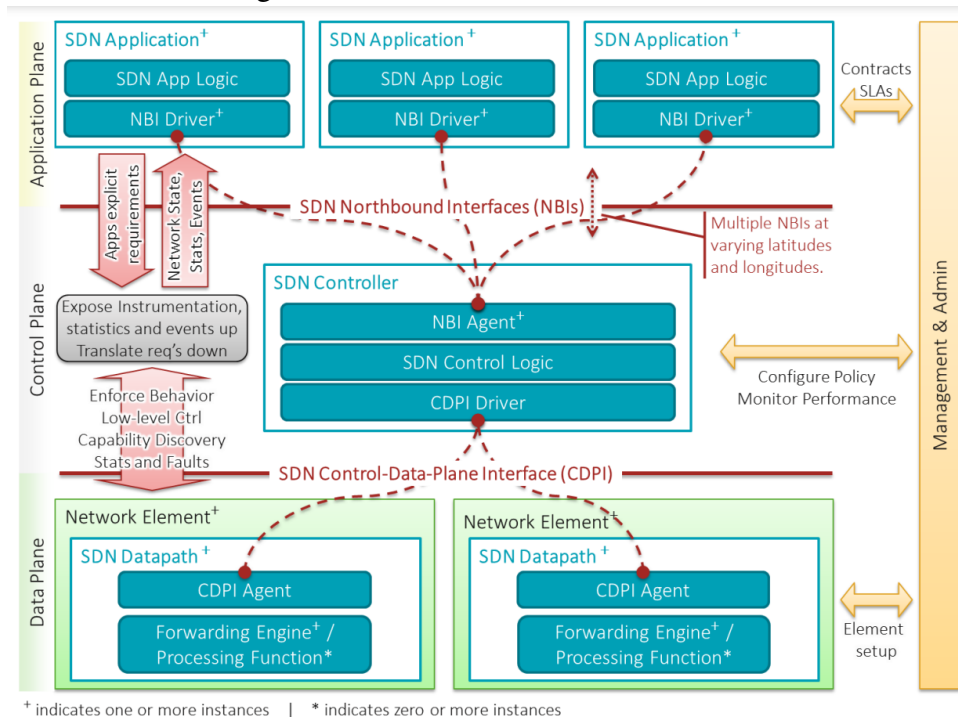 Application Plane
SDN Application+
SDN App Logic
NBI Driver+
SDN Application+
SDN App Logic
NBI Driver+
SDN Application+
SDN App Logic
NBI Driver+
Contracts
SLAs
Management & Admin
Apps explicit
requirements
Network State,
Stats, Events
SDN Northbound Interfaces (NBIs)
Multiple NBIs at
varying latitudes
and longitudes.
Control Plane
Expose Instrumentation,
statistics and events up
Translate req's down
SDN Controller
NBI Agent+
SDN Control Logic
CDPI Driver
Configure Policy
Monitor Performance
Enforce Behavior
Low-level Ctrl
Capability Discovery
Stats and Faults
SDN Control-Data-Plane Interface (CDPI)
Data Plane
Network Element+
SDN Datapath +
CDPI Agent
Forwarding Engine+ /
Processing Function*
Network Element+
SDN Datapath +
CDPI Agent
Forwarding Engine+ /
Processing Function*
Element
setup
+ indicates one or more instances | * indicates zero or more instances